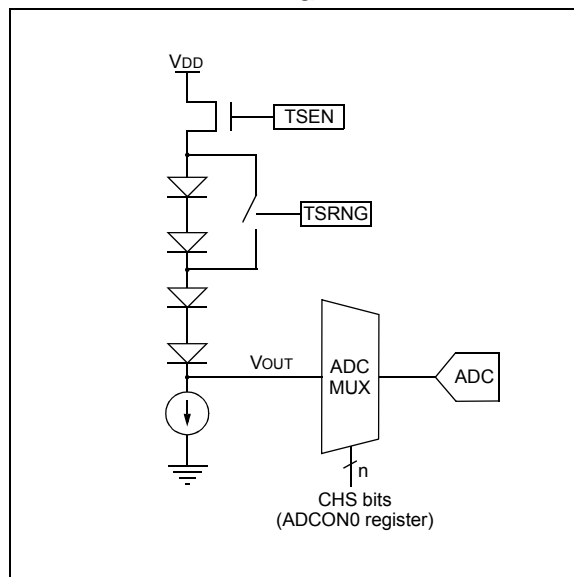 VDD
TSEN
TSRNG
VOUT
ADC
MUX
ADC
n
CHS bits
(ADCON0 register)